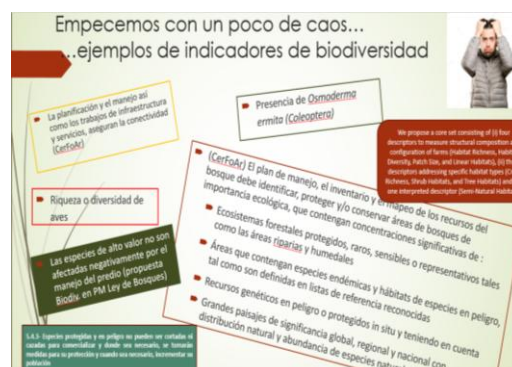 Empecemos con un poco de caos…
…ejemplos de indicadores de biodiversidad
La planificación y el manejo así
como los trabajos de infraestructura
y servicios, aseguran la conectividad
(CerFoAr)
Presencia de Osmoderma
ermita (Coleoptera)
We propose a core set consisting of (i) four
descriptors to measure structural composition a
configuration of farms (Habitat Richness, Habit
Diversity, Patch Size, and Linear Habitats), (ii) th
descriptors addressing specific habitat types (C
Richness, Shrub Habitats, and Tree Habitats) and
one interpreted descriptor (Semi-Natural Habit
Riqueza o diversidad de
aves
Las especies de alto valor no son
afectadas negativamente por el
manejo del predio (propuesta
Biodiv. en PM Ley de Bosques)
5.4.3- Especies protegidas y en peligro no pueden ser cortadas ni
cazadas para comercializar y donde sea necesario, se tomarán
medidas para su protección y cuando sea necesario, incrementar su
población
(CerFoAr) El plan de manejo, el inventario y el mapeo de los recursos del
bosque debe identificar, proteger y/o conservar áreas de bosques de
importancia ecológica, que contengan concentraciones significativas de :
Ecosistemas forestales protegidos, raros, sensibles o representativos tales
como las áreas riparias y humedales
Áreas que contengan especies endémicas y hábitats de especies en peligro,
tal como son definidas en listas de referencia reconocidas
Recursos genéticos en peligro o protegidos in situ y teniendo en cuenta
Grandes paisajes de significancia global, regional y nacional con
distribución natural y abundancia de especies natur